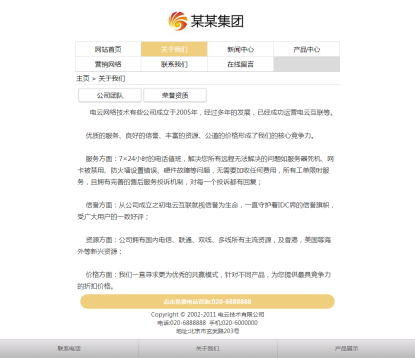 某某集团
网站首页 关于我们 新闻中心 产品中心
营销网络 联系我们 在线留言
主页 > 关于我们
公司团队 荣誉资质
电云网络技术有些公司成立于2005年，经过多年的发展，已经成功运营电云互联等。
优质的服务、良好的信誉、丰富的资源、公道的价格形成了我们的核心竞争力。
服务方面：7×24小时的电话值班，解决您所有远程无法解决的问题如服务器死机、网
卡被禁用、防火墙设置错误、硬件故障等问题，无需要加收任何费用，所有工单限时服
务，且拥有完善的售后服务投诉机制，对每一个投诉都有回复；
信誉方面：从公司成立之初电云互联就视信誉为生命，一直守护着IDC界的信誉旗帜，
受广大用户的一致好评；
资源方面：公司拥有国内电信、联通、双线、多线所有主流资源，及香港，美国等海
外等新兴资源；
价格方面：我们一直寻求更为优秀的共赢模式，针对不同产品，为您提供最具竞争力
的折扣价格。
点击免费电话咨询:020-6888888
Copyright © 2002-2011 电云技术有限公司
电话:020-6888888 手机:020-6000000
地址:北京市玄武路203号
联系电话 关于我们 产品展示